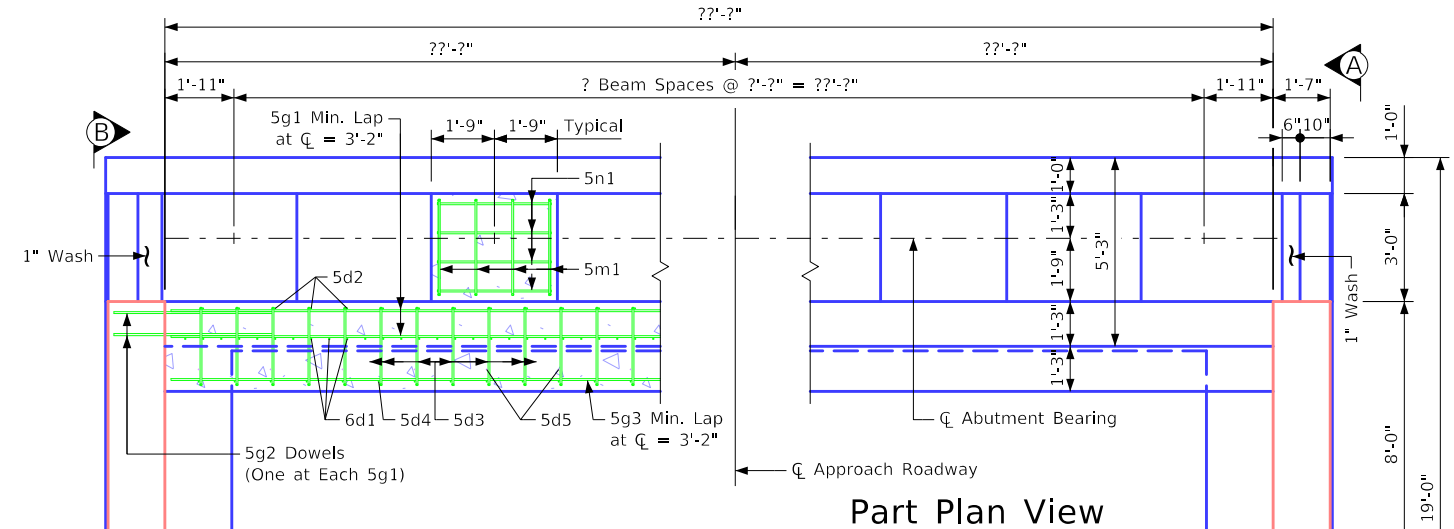 ??'-?"
??'-?" ??'-?"
1'-11" ? Beam Spaces @ ?'-?" = ??'-?" 1'-11" 1'-7"
A
B
5g1 Min. Lap
at ℄ = 3'-2"
1'-9" 1'-9" Typical
6" 10"
1'-0"
5n1
1'-0"
1'-3"
5'-3"
3'-0"
1" Wash
5m1
1'-9"
1" Wash
5d2
1'-3"
1'-3"
6d1 5d4 5d3 5d5
5g3 Min. Lap
at ℄ = 3'-2"
℄ Abutment Bearing
8'-0"
5g2 Dowels
(One at Each 5g1)
℄ Approach Roadway
19'-0"
Part Plan View